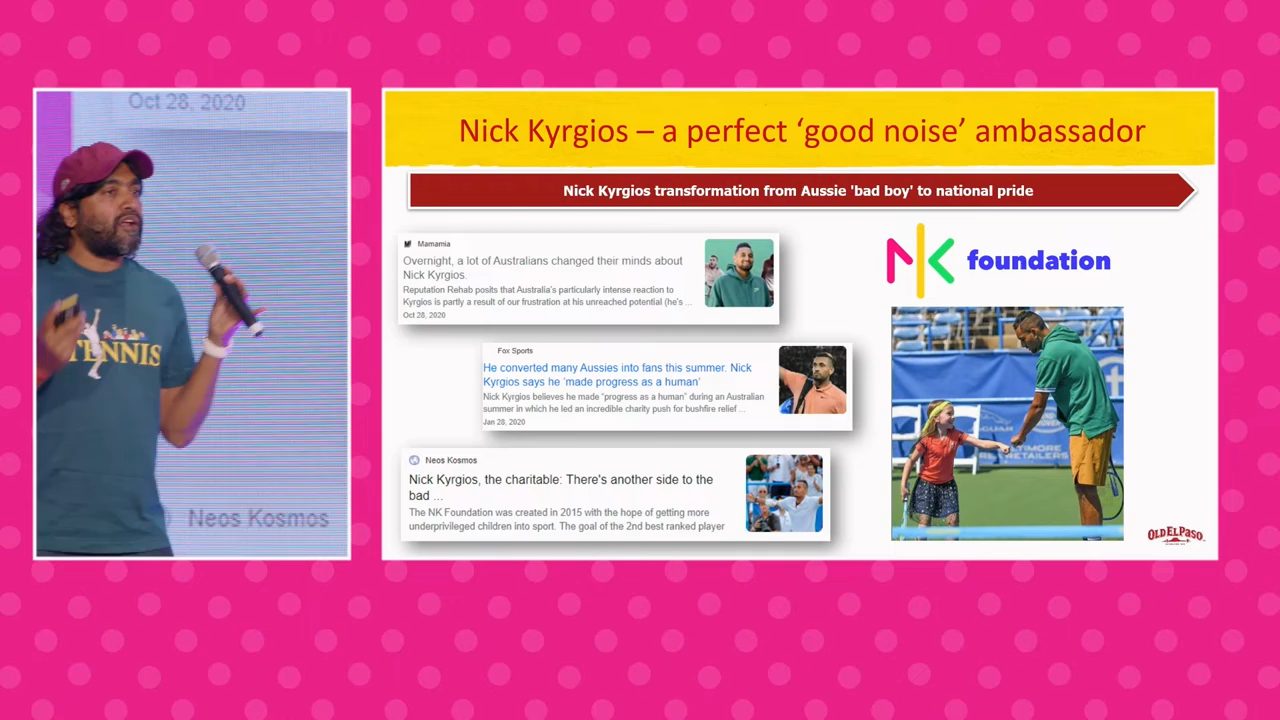 Oct 28, 2020
TENNIS
Neos Kosmos
Nick Kyrgios – a perfect ‘good noise’ ambassador
Nick Kyrgios transformation from Aussie 'bad boy' to national pride
Mamamia
Overnight, a lot of Australians changed their minds about
Nick Kyrgios.
Reputation Rehab posits that Australia's particularly intense reaction to
Kyrgios is partly a result of our frustration at his unreached potential (he's ...
Oct 28, 2020
Fox Sports
He converted many Aussies into fans this summer. Nick
Kyrgios says he 'made progress as a human'
Nick Kyrgios believes he made “progress as a human” during an Australian
summer in which he led an incredible charity push for bushfire relief ...
Jan 28, 2020
Neos Kosmos
Nick Kyrgios, the charitable: There's another side to the
bad ...
The NK Foundation was created in 2015 with the hope of getting more
underprivileged children into sport. The goal of the 2nd best ranked player
NK foundation
OLD EL PASO